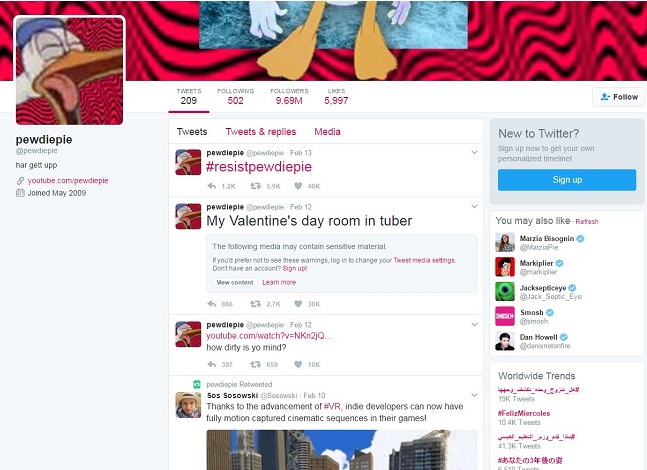 TWEETS FOLLOWING FOLLOWERS LIKES
209 502 9.69M 5,997
Follow
pewdiepie
@pewdiepie
har gett upp
youtube.com/pewdiepie
Joined May 2009
Tweets Tweets & replies Media
pewdiepie @pewdiepie · Feb 13
#resistpewdiepie
1.2K 5.9K 40K
pewdiepie @pewdiepie · Feb 12
My Valentine's day room in tuber
The following media may contain sensitive material
If you'd prefer not to see these warnings, log in to change your Tweet media settings.
Don't have an account? Sign up!
View content Learn more
886 2.7K 30K
pewdiepie @pewdiepie · Feb 12
youtube.com/watch?v=NKn2jQ...
how dirty is yo mind?
397 659 10K
pewdiepie Retweeted
Sos Sosowski @Sosowski · Feb 10
Thanks to the advancement of #VR, indie developers can now have
fully motion captured cinematic sequences in their games!
New to Twitter?
Sign up now to get your own
personalized timeline!
Sign up
You may also like · Refresh
Marzia Bisognin
@MarziaPie
Markiplier
@markiplier
Jacksepticeye
@Jack_Septic_Eye
Smosh
SMOSH
@smosh
Dan Howell
@danisnotonfire
Worldwide Trends
19K Tweets
#FelizMiercoles
10.4K Tweets
#ماذا_قدم_وزير_التعليم_العيسي
41.3K Tweets
#あなたの3年後の姿